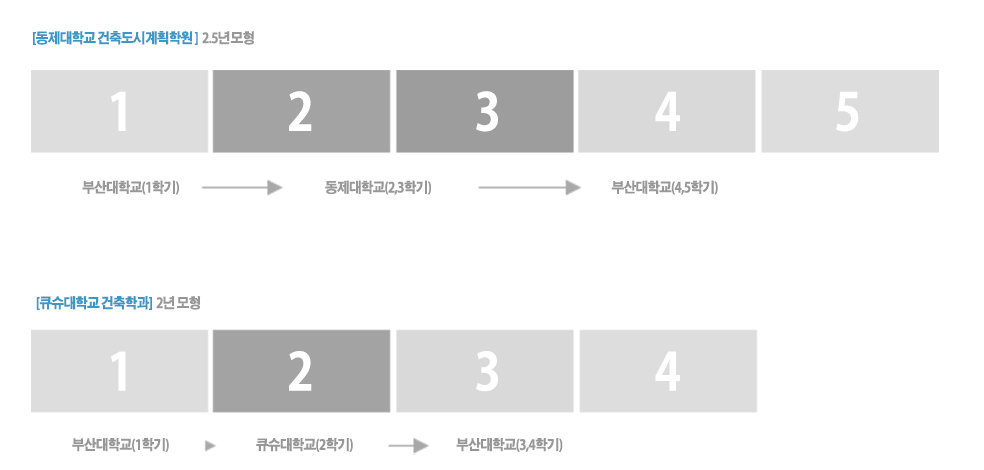 [동제대학교 건축도시계획학원] 2.5년 모형
1 2 3 4 5
부산대학교(1학기) 동제대학교(2,3학기) 부산대학교(4,5학기)
[큐슈대학교 건축학과] 2년 모형
1 2 3 4
부산대학교(1학기) 큐슈대학교(2학기) 부산대학교(3,4학기)